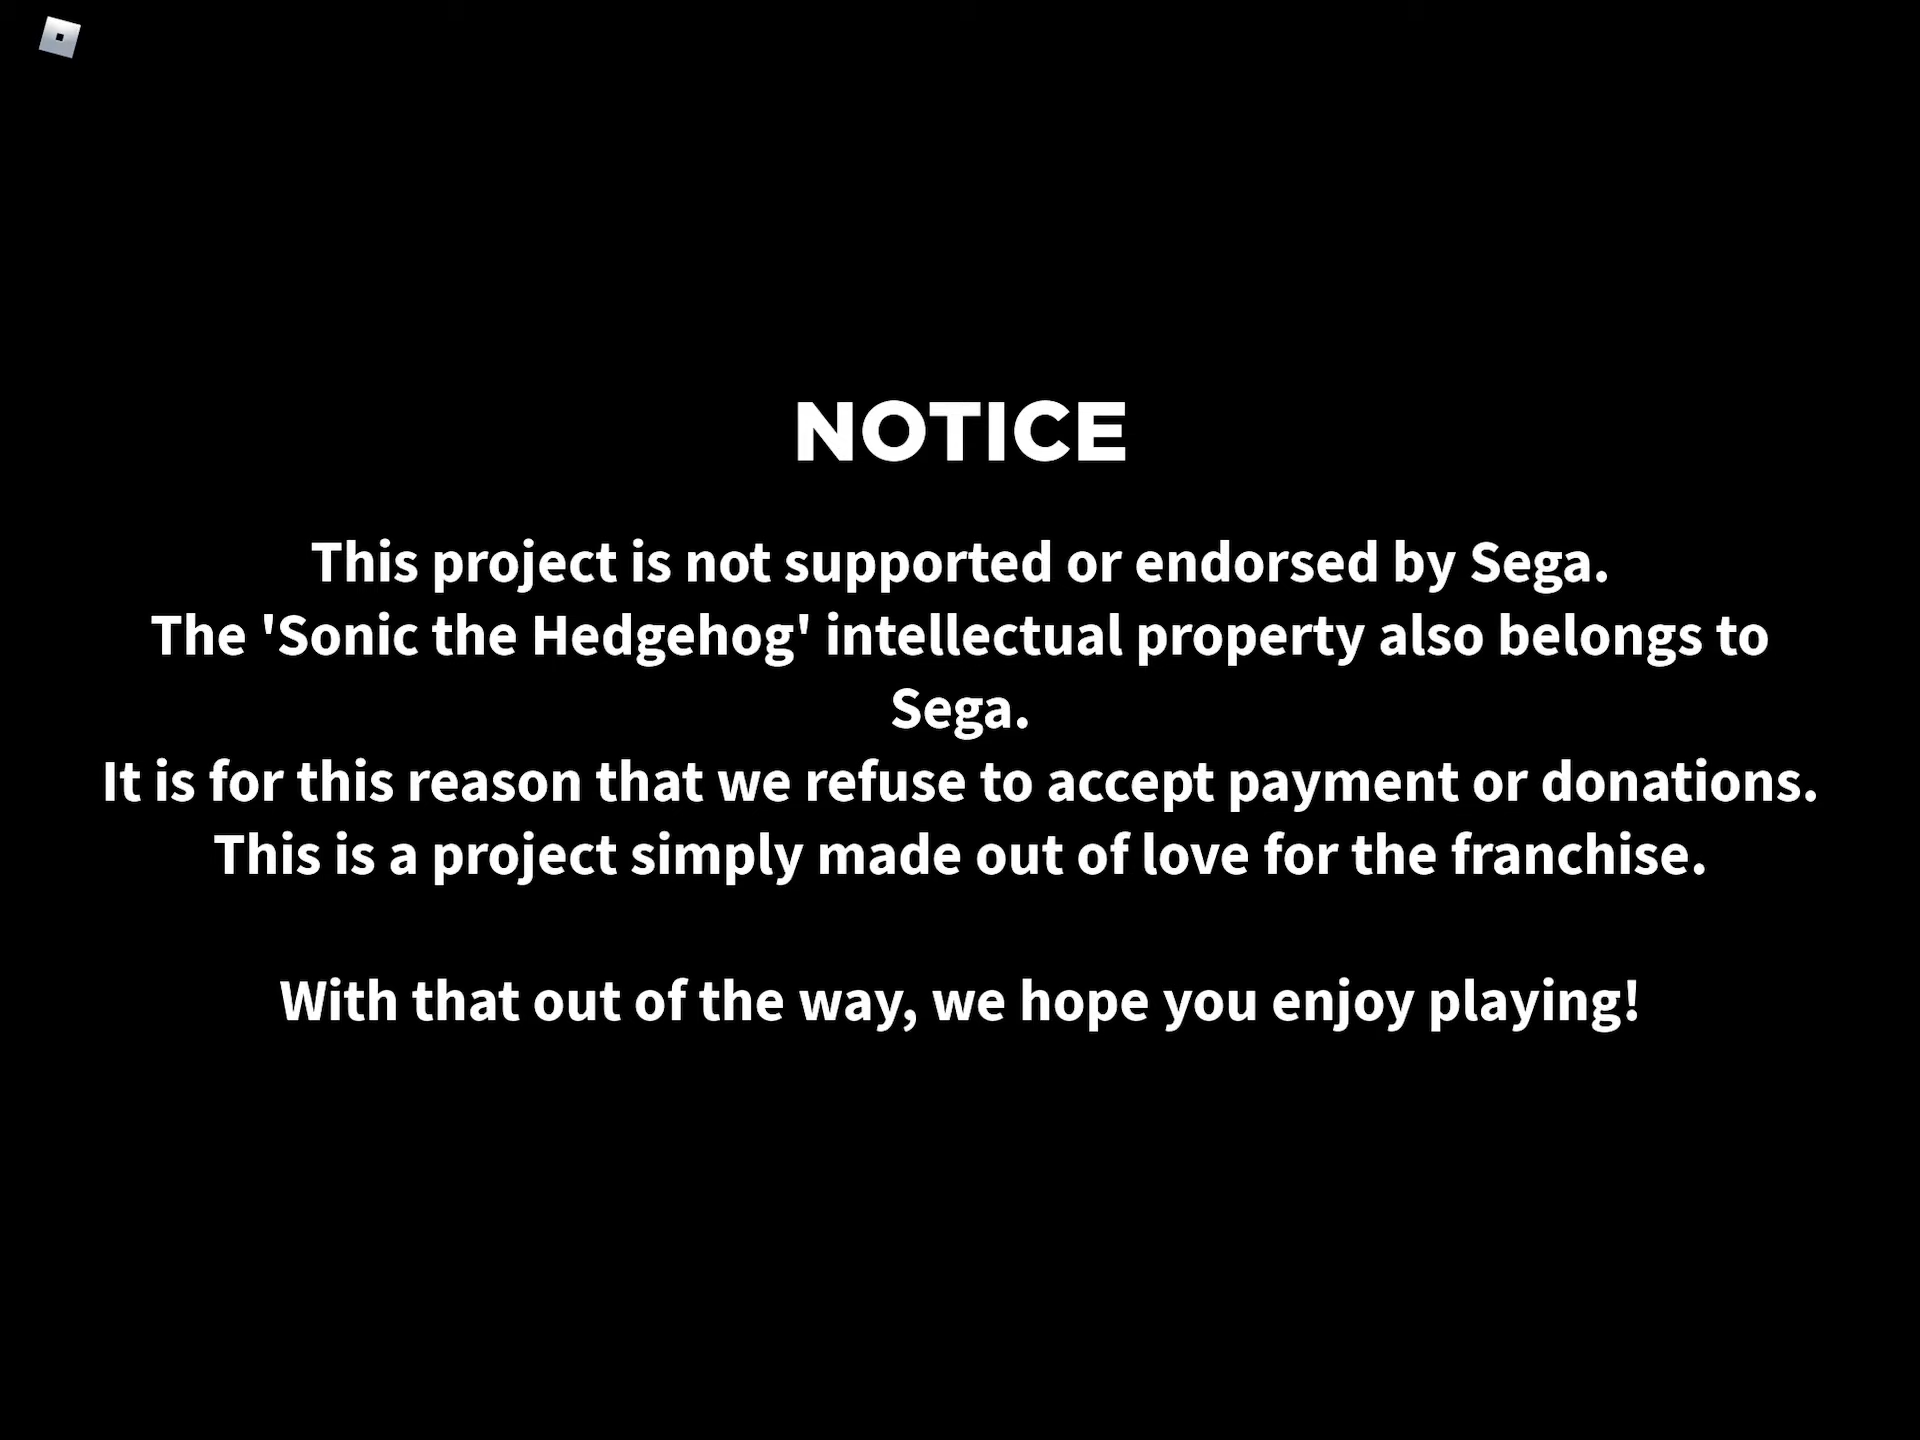 NOTICE
This project is not supported or endorsed by Sega.
The 'Sonic the Hedgehog' intellectual property also belongs to
Sega.
It is for this reason that we refuse to accept payment or donations.
This is a project simply made out of love for the franchise.
With that out of the way, we hope you enjoy playing!